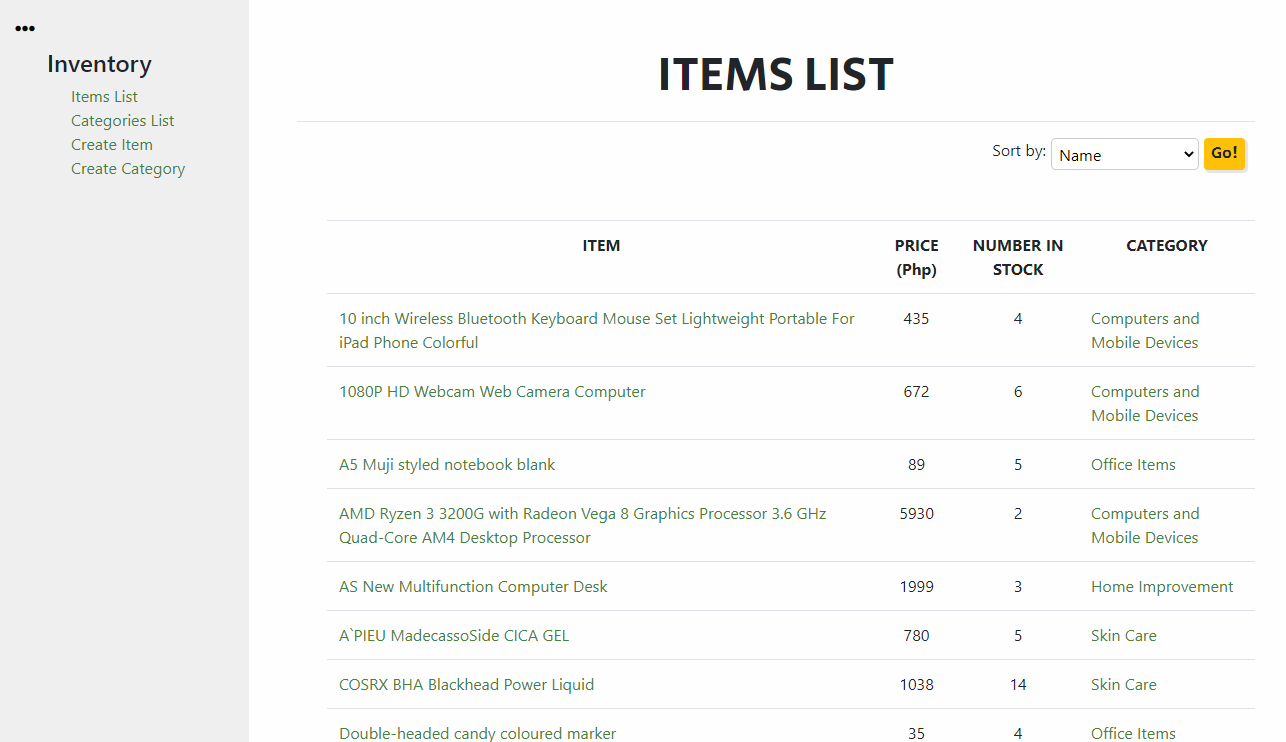 •••
Inventory
Items List
Categories List
Create Item
Create Category
ITEMS LIST
Sort by: Name Go!
ITEM PRICE NUMBER IN CATEGORY
(Php) STOCK
10 inch Wireless Bluetooth Keyboard Mouse Set Lightweight Portable For 435 4 Computers and
iPad Phone Colorful Mobile Devices
1080P HD Webcam Web Camera Computer 672 6 Computers and
Mobile Devices
A5 Muji styled notebook blank 89 5 Office Items
AMD Ryzen 3 3200G with Radeon Vega 8 Graphics Processor 3.6 GHz 5930 2 Computers and
Quad-Core AM4 Desktop Processor Mobile Devices
AS New Multifunction Computer Desk 1999 3 Home Improvement
A`PIEU MadecassoSide CICA GEL 780 5 Skin Care
COSRX BHA Blackhead Power Liquid 1038 14 Skin Care
Double-headed candy coloured marker 35 4 Office Items